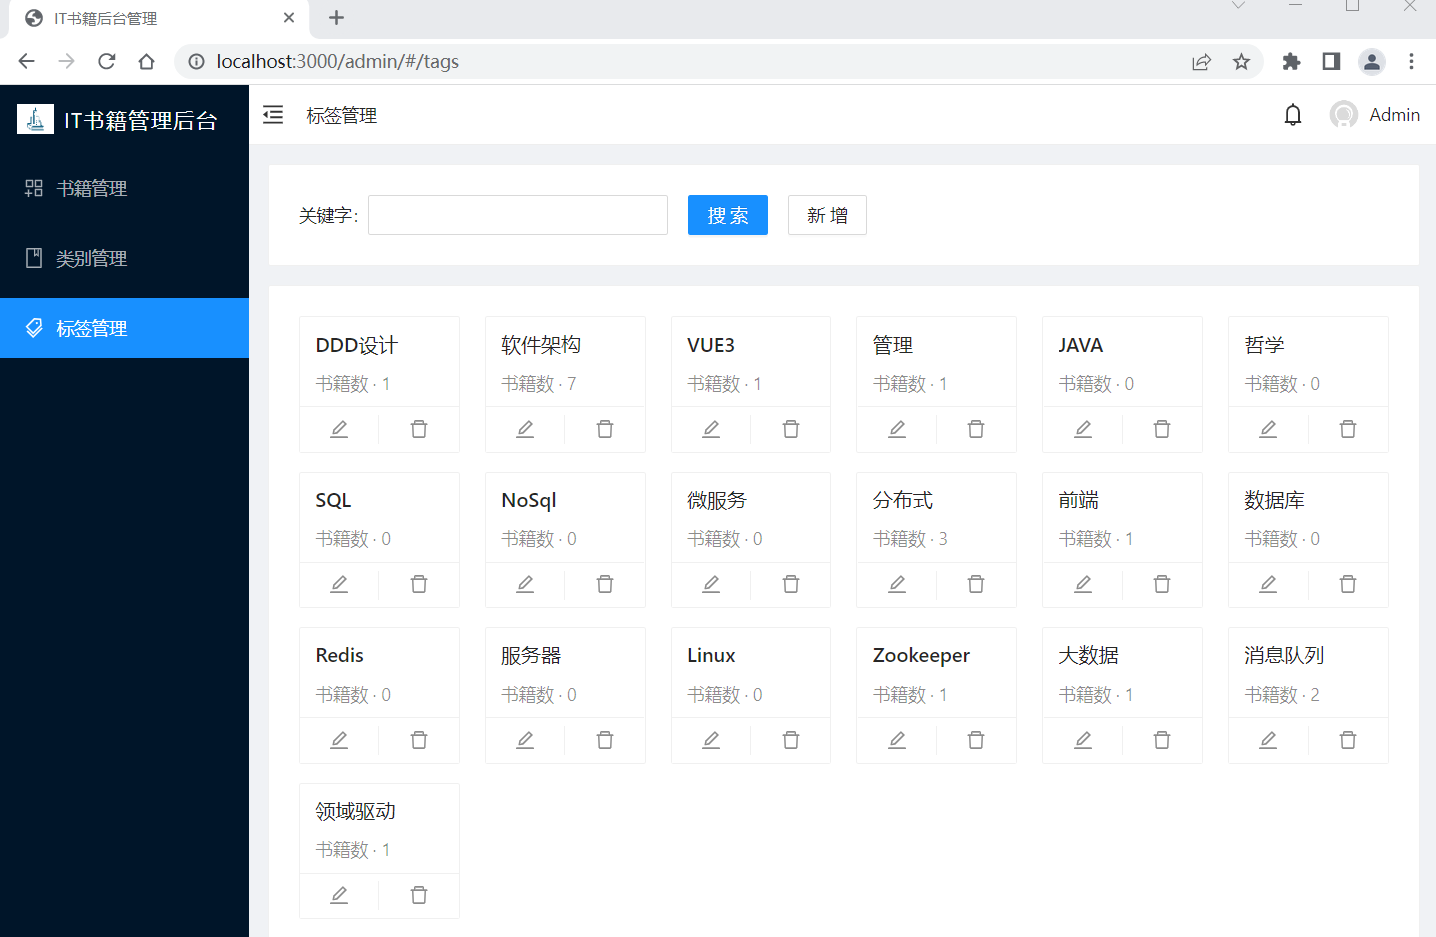 IT书籍后台管理
localhost:3000/admin/#/tags
IT书籍管理后台
标签管理
Admin
书籍管理
类别管理
标签管理
关键字:
搜索
新增
DDD设计
书籍数 · 1
软件架构
书籍数 · 7
VUE3
书籍数 · 1
管理
书籍数 · 1
JAVA
书籍数 · 0
哲学
书籍数 · 0
SQL
书籍数 · 0
NoSql
书籍数 · 0
微服务
书籍数 · 0
分布式
书籍数 · 3
前端
书籍数 · 1
数据库
书籍数 · 0
Redis
书籍数 · 0
服务器
书籍数 · 0
Linux
书籍数 · 0
Zookeeper
书籍数 · 1
大数据
书籍数 · 1
消息队列
书籍数 · 2
领域驱动
书籍数 · 1